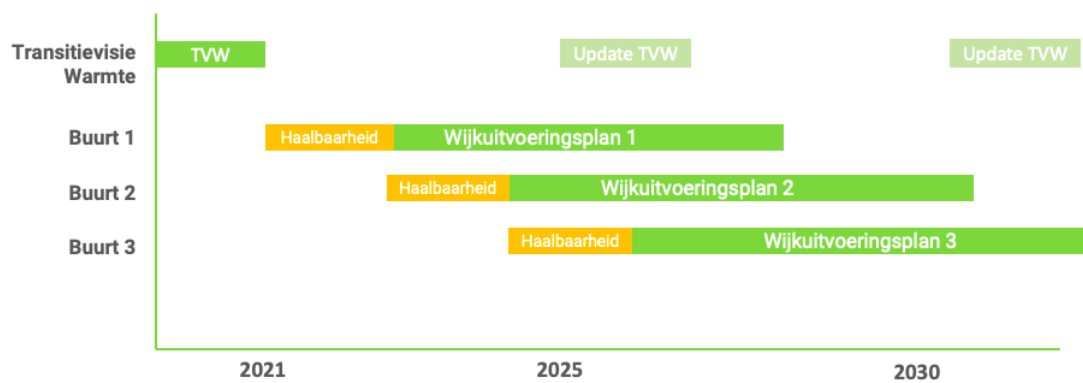 Transitievisie
Warmte
TVW
Update TVW
Update TVW
Buurt 1
Haalbaarheid
Wijkuitvoeringsplan 1
Buurt 2
Haalbaarheid
Wijkuitvoeringsplan 2
Buurt 3
Haalbaarheid
Wijkuitvoeringsplan 3
2021
2025
2030